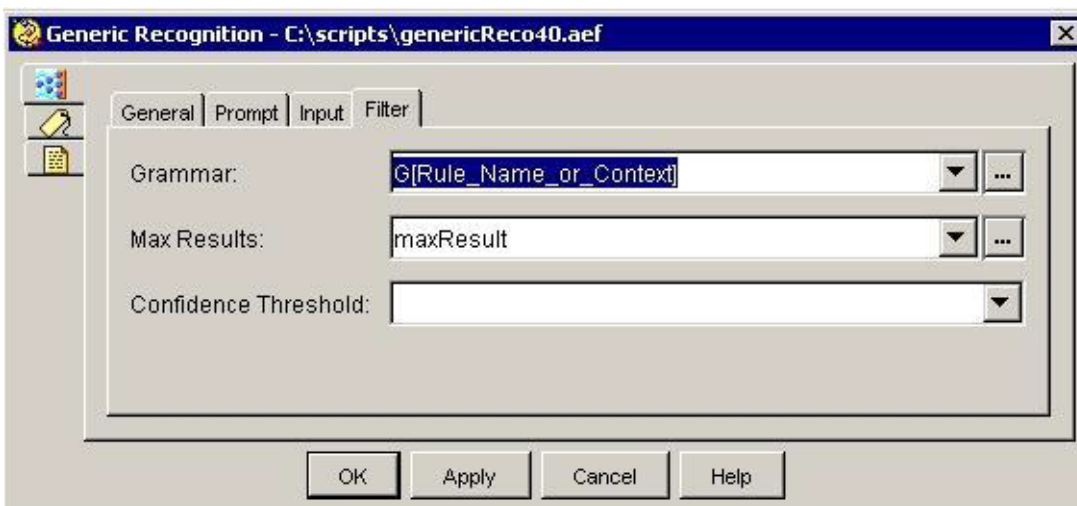 Generic Recognition - C:\scripts\genericReco40.aef
General Prompt Input Filter
Grammar: G[Rule_Name_or_Context] ...
Max Results: maxResult ...
Confidence Threshold:
OK Apply Cancel Help